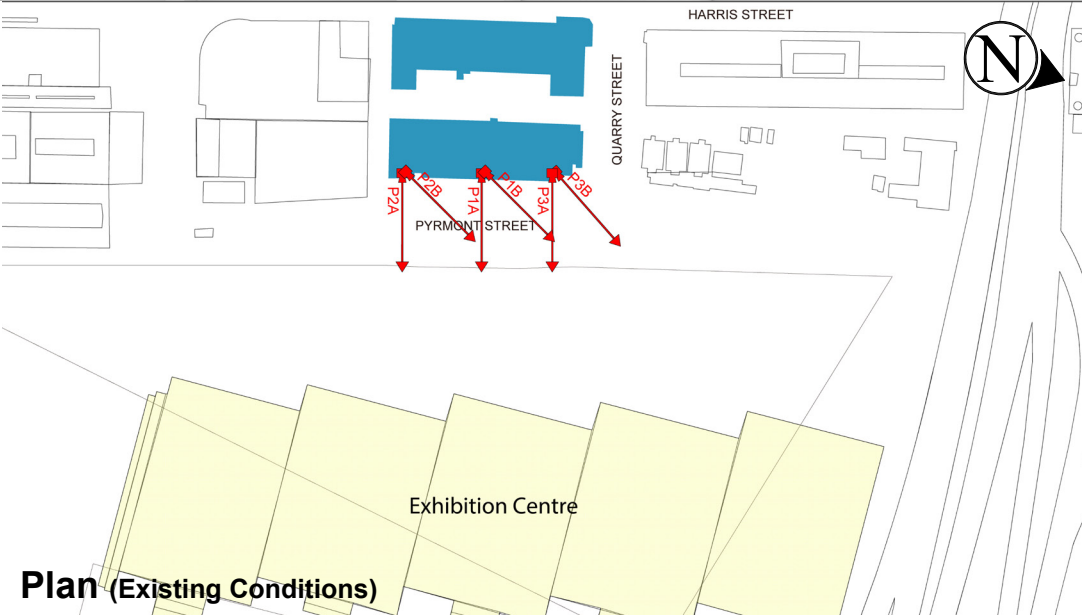 HARRIS STREET
N
QUARRY STREET
P2A
P2B
P1A
P1B
P3A
P3B
PYRMONT STREET
Exhibition Centre
Plan (Existing Conditions)